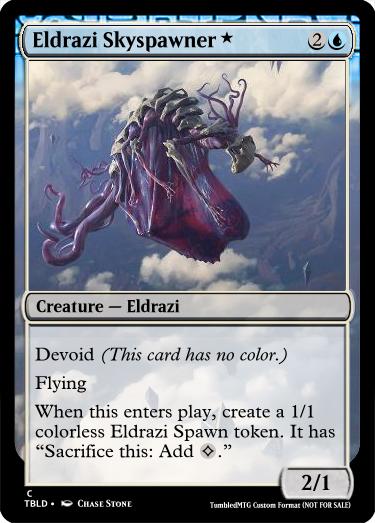 Eldrazi Skyspawner ★ 2
Creature — Eldrazi
Devoid (This card has no color.)
Flying
When this enters play, create a 1/1
colorless Eldrazi Spawn token. It has
“Sacrifice this: Add .”
2/1
C
TBLD • Chase Stone
TumbledMTG Custom Format (NOT FOR SALE)